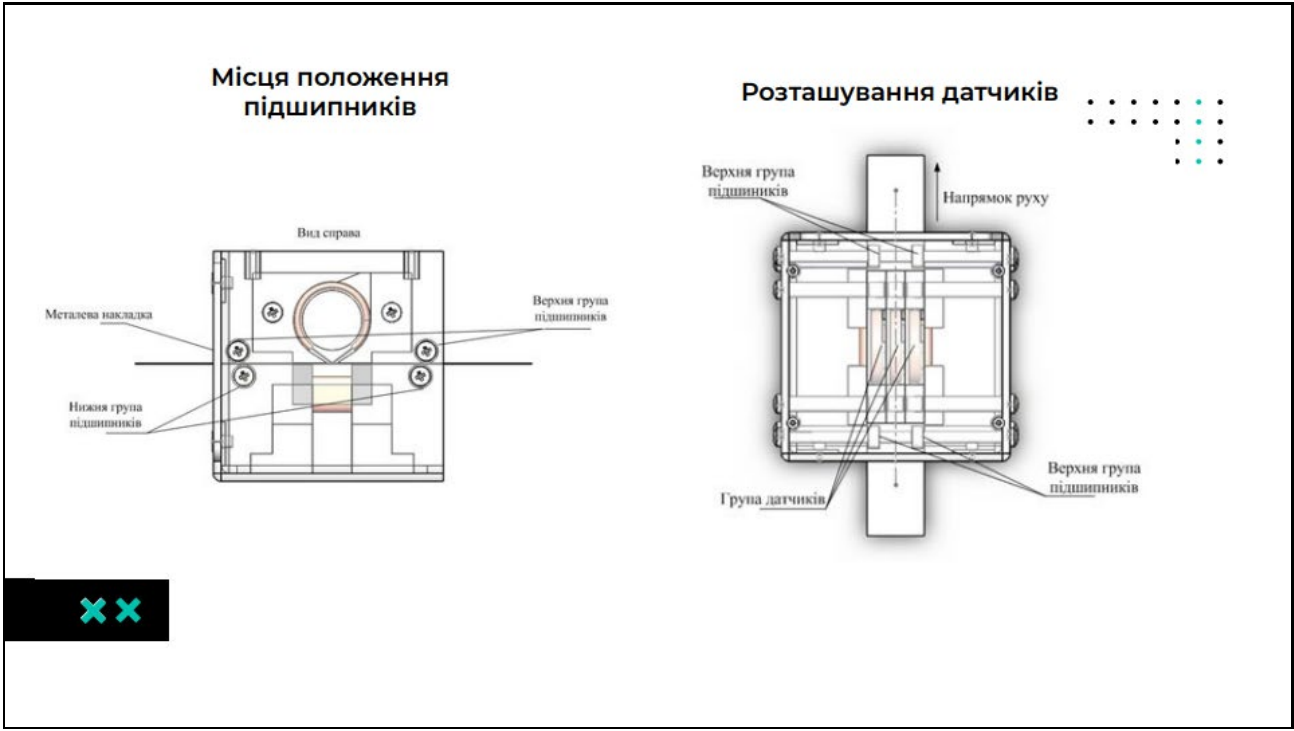 Місця положення
підшипників
Вид справа
Металева накладка
Верхня група
підшипників
Нижня група
підшипників
Розташування датчиків
Верхня група
підшиників
Напрямок руху
Група датчиків
Верхня група
підшипників